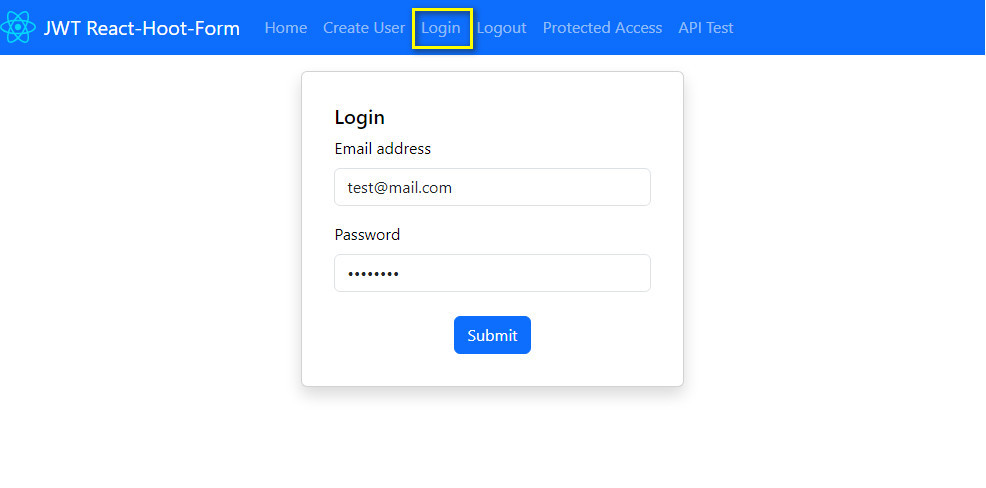 JWT React-Hoot-Form Home Create User Login Logout Protected Access API Test
Login
Email address
test@mail.com
Password
••••••••
Submit